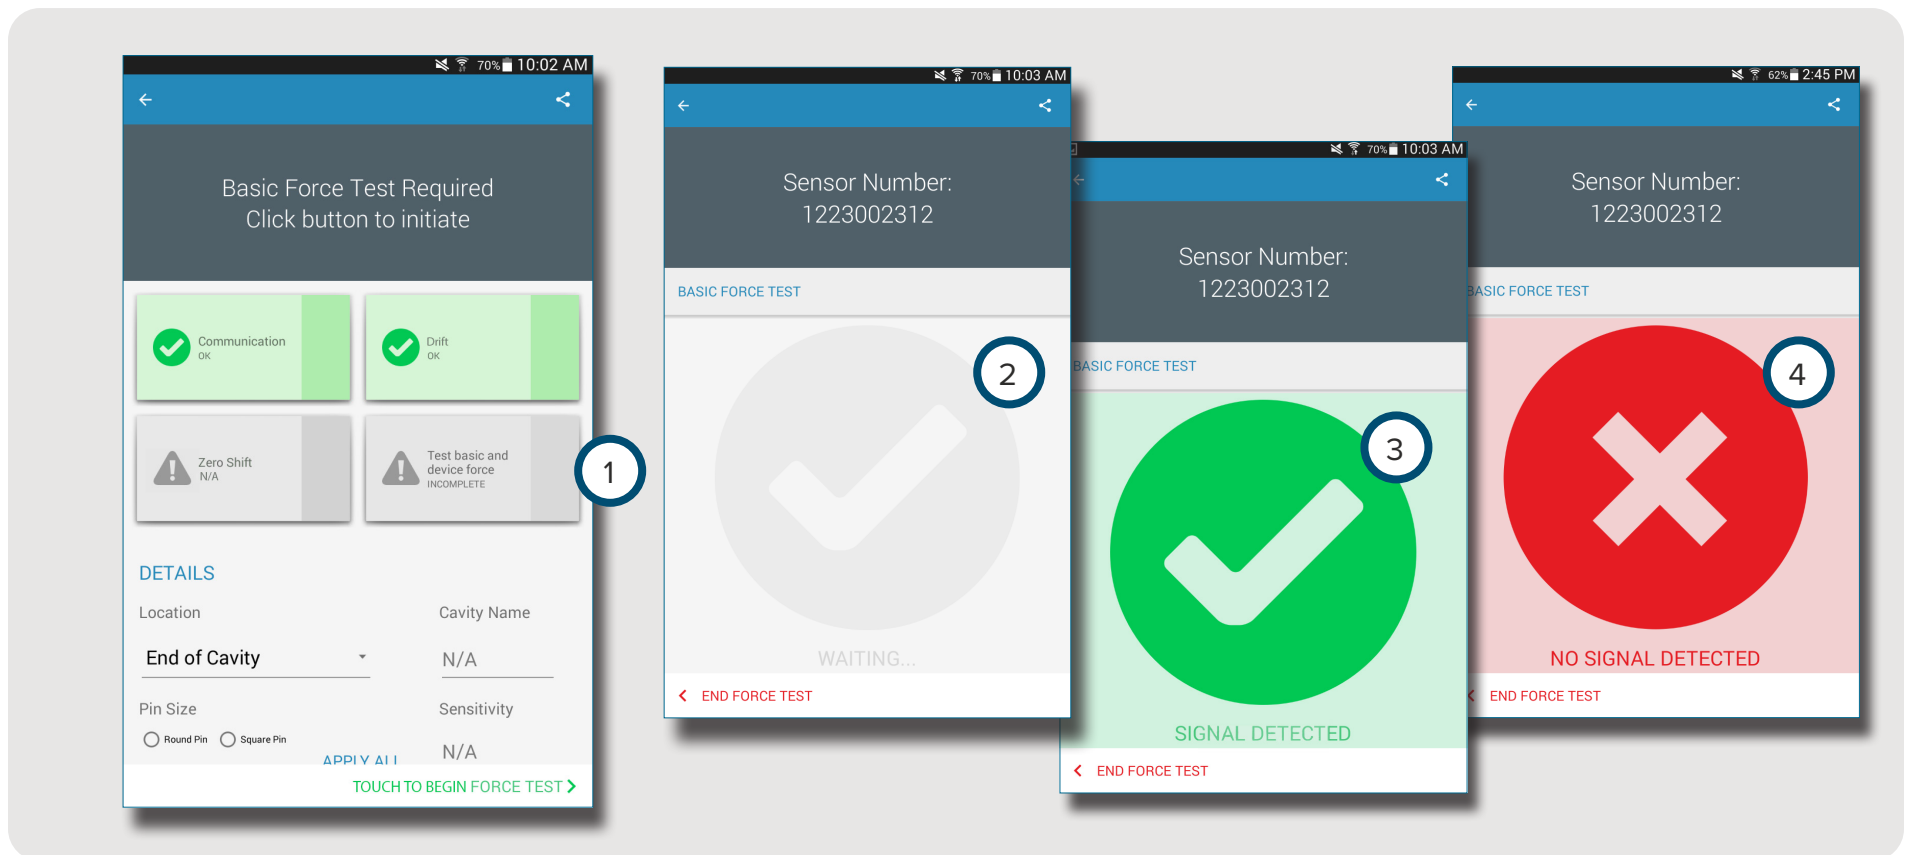 70% 10:02 AM
Basic Force Test Required
Click button to initiate
Communication
OK
Drift
OK
Zero Shift
N/A
Test basic and
device force
INCOMPLETE
1
DETAILS
Location
Cavity Name
End of Cavity
N/A
Pin Size
Sensitivity
Round Pin
Square Pin
APPLY ALL
N/A
TOUCH TO BEGIN FORCE TEST
70% 10:03 AM
Sensor Number:
1223002312
BASIC FORCE TEST
2
WAITING...
END FORCE TEST
70% 10:03 AM
Sensor Number:
1223002312
BASIC FORCE TEST
3
SIGNAL DETECTED
END FORCE TEST
62% 2:45 PM
Sensor Number:
1223002312
BASIC FORCE TEST
4
NO SIGNAL DETECTED
END FORCE TEST